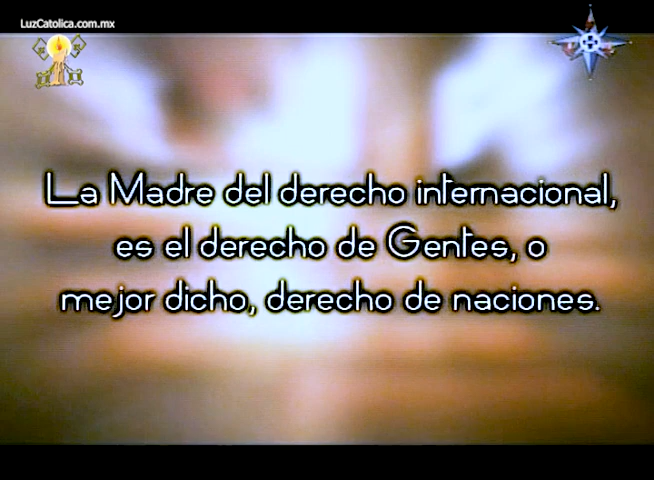 LuzCatolica.com.mx
La Madre del derecho internacional,
es el derecho de Gentes, o
mejor dicho, derecho de naciones.